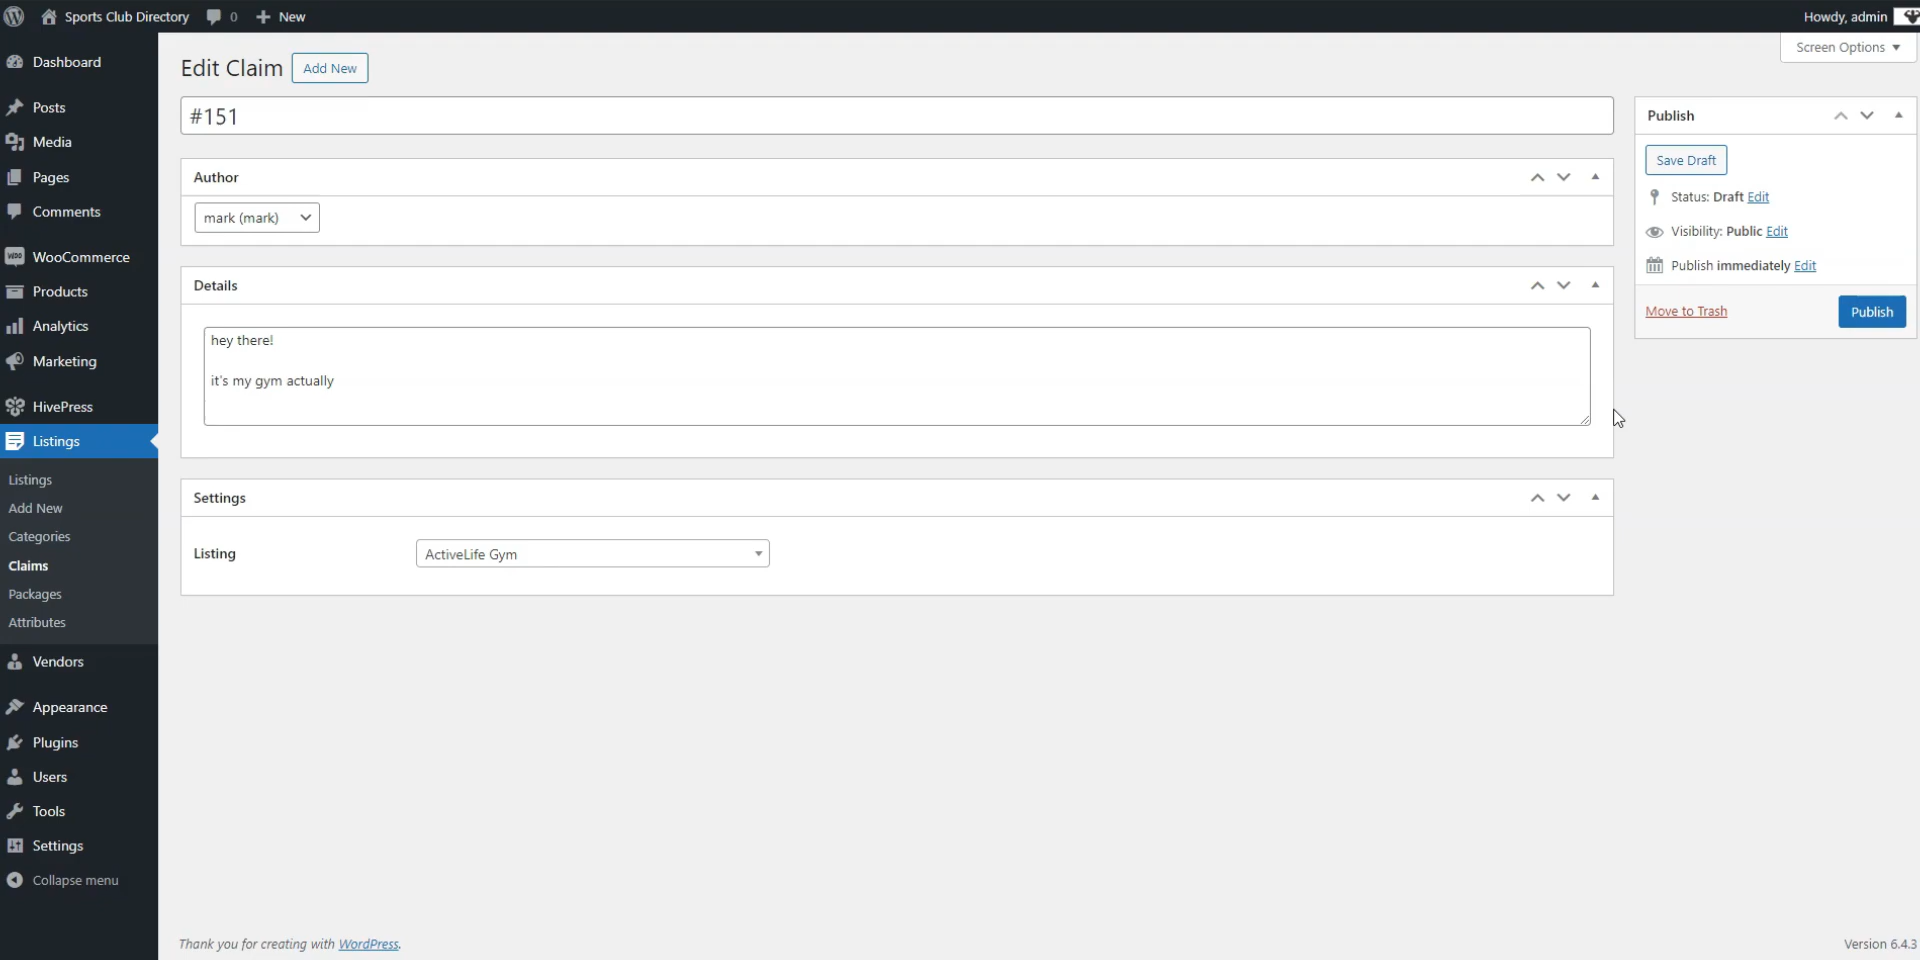 Sports Club Directory
0
New
Howdy, admin
Screen Options
Dashboard
Posts
Media
Pages
Comments
WooCommerce
Products
Analytics
Marketing
HivePress
Listings
Listings
Add New
Categories
Claims
Packages
Attributes
Vendors
Appearance
Plugins
Users
Tools
Settings
Collapse menu
Edit Claim
Add New
#151
Author
mark (mark)
Details
hey there!
it's my gym actually
Settings
Listing
ActiveLife Gym
Publish
Save Draft
Status: Draft Edit
Visibility: Public Edit
Publish immediately Edit
Move to Trash
Publish
Thank you for creating with WordPress.
Version 6.4.3